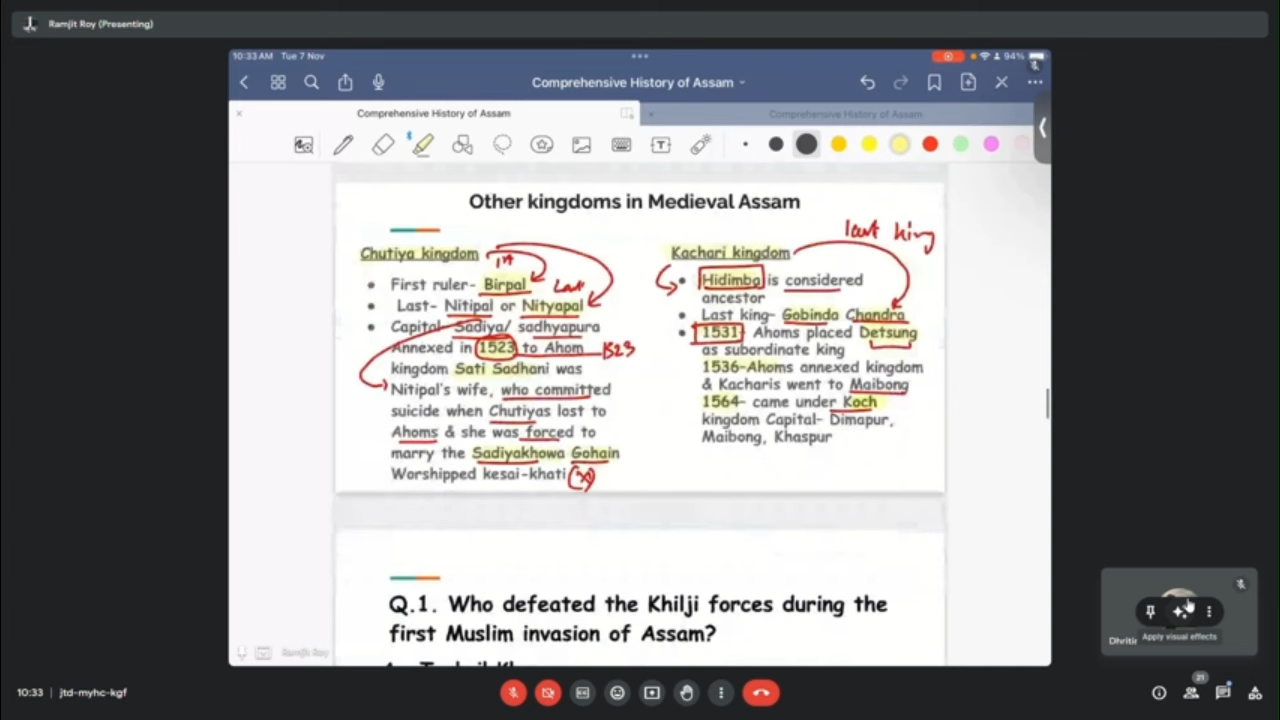 Ramjit Roy (Presenting)
10:33 AM Tue 7 Nov
94%
Comprehensive History of Assam
Comprehensive History of Assam
Comprehensive History of Assam
Other kingdoms in Medieval Assam
last king
Chutiya kingdom
1st
• First ruler- Birpal
Last
• Last- Nitipal or Nityapal
• Capital- Sadiya/ sadhyapura
Annexed in 1523 to Ahom
1523
kingdom Sati Sadhani was
Nitipal's wife, who committed
suicide when Chutiyas lost to
Ahoms & she was forced to
marry the Sadiyakhowa Gohain
Worshipped kesai-khati
Kachari kingdom
• Hidimba is considered
ancestor
• Last king- Gobinda Chandra
• 1531- Ahoms placed Detsung
as subordinate king
1536-Ahoms annexed kingdom
& Kacharis went to Maibong
1564- came under Koch
kingdom Capital- Dimapur,
Maibong, Khaspur
Q.1. Who defeated the Khilji forces during the
first Muslim invasion of Assam?
Ramjit Roy
Apply visual effects
10:33 | jtd-myhc-kgf
21